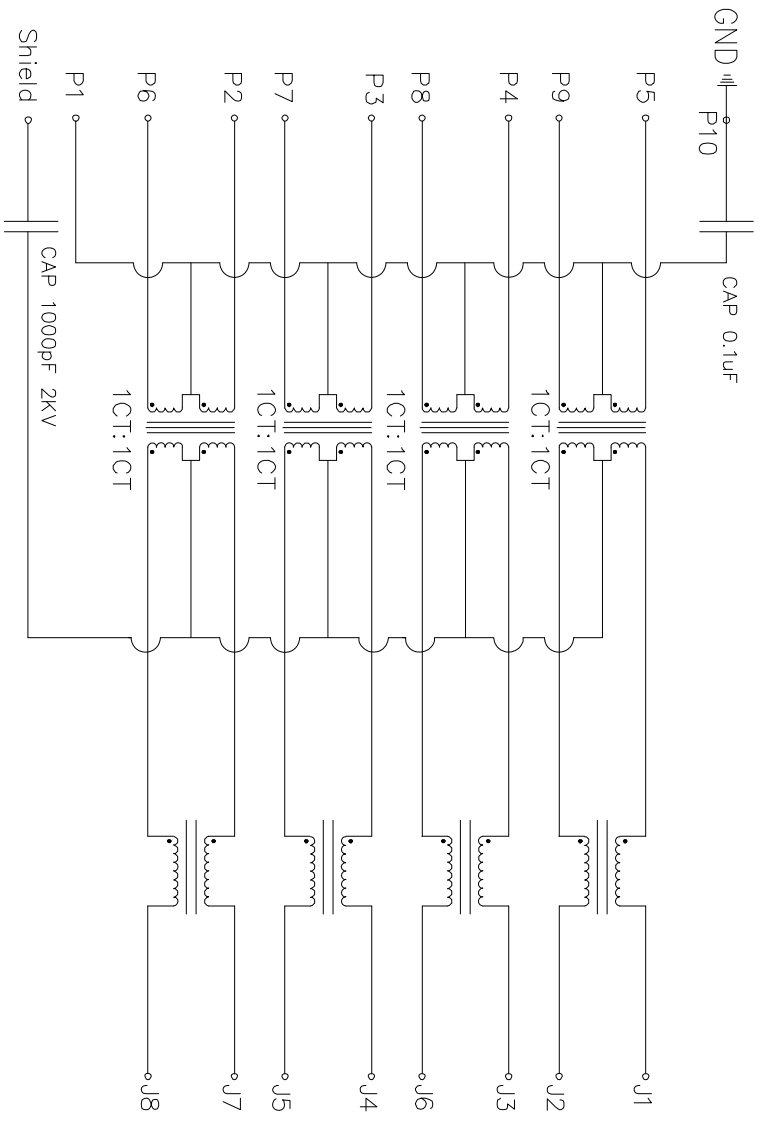 GND
P10
CAP 0.1uF
P5
J1
P9
1CT:1CT
J2
P4
J3
P8
1CT:1CT
J6
P3
J4
P7
1CT:1CT
J5
P2
J7
P6
1CT:1CT
J8
P1
CAP 1000pF 2KV
Shield